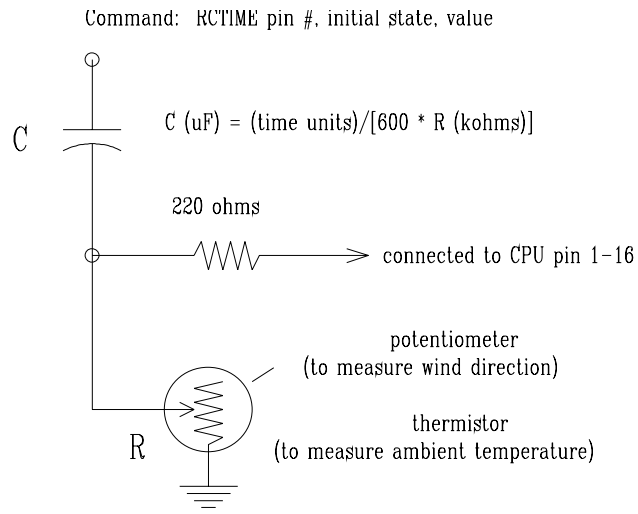 Command: RCTIME pin #, initial state, value
C (uF) = (time units)/[600 * R (kohms)]
C
220 ohms
connected to CPU pin 1-16
potentiometer
(to measure wind direction)
thermistor
(to measure ambient temperature)
R